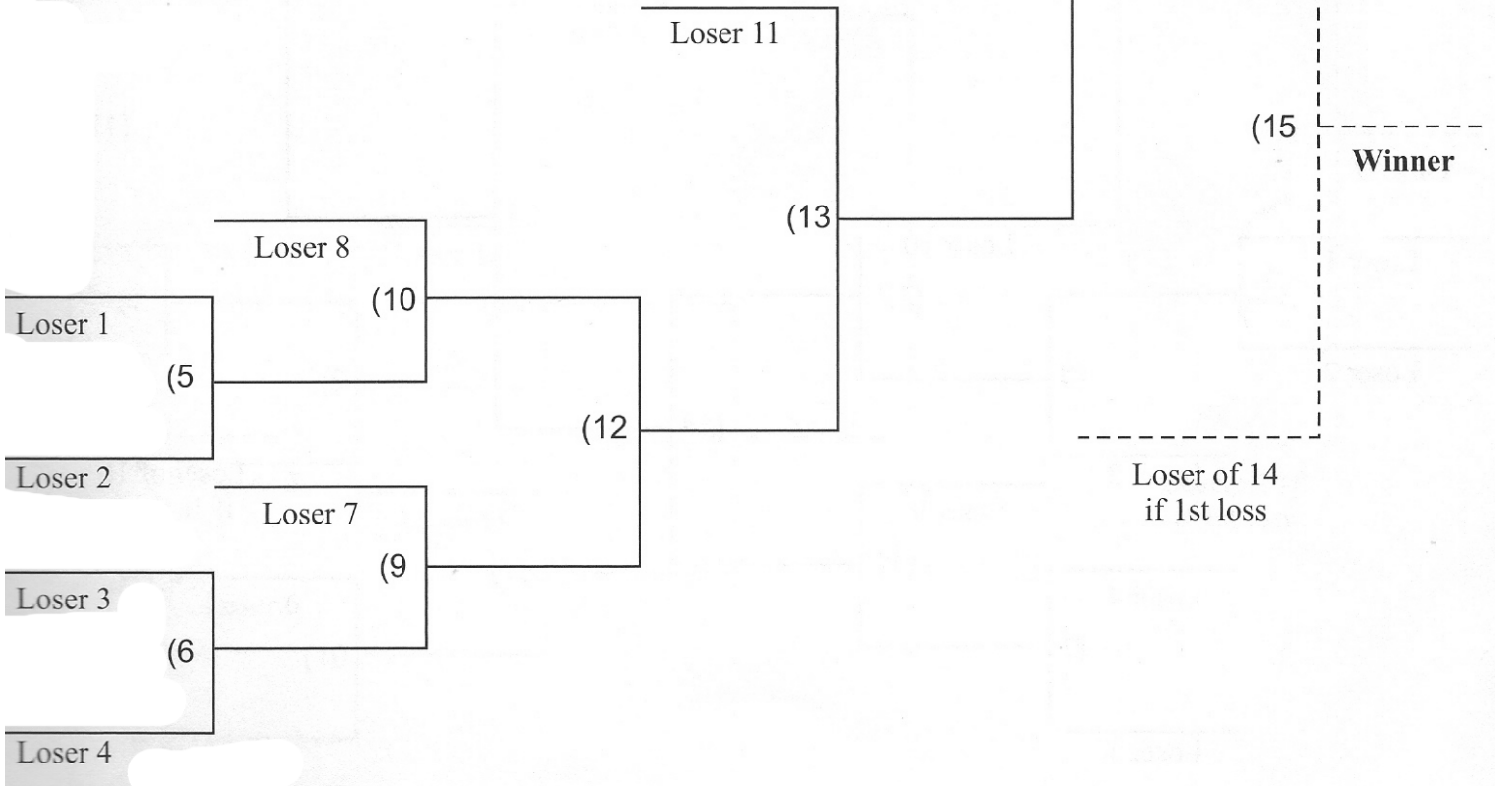 Loser 11
(15
Winner
(13
Loser 8
(10
Loser 1
(5
(12
Loser 2
Loser of 14
if 1st loss
Loser 7
(9
Loser 3
(6
Loser 4